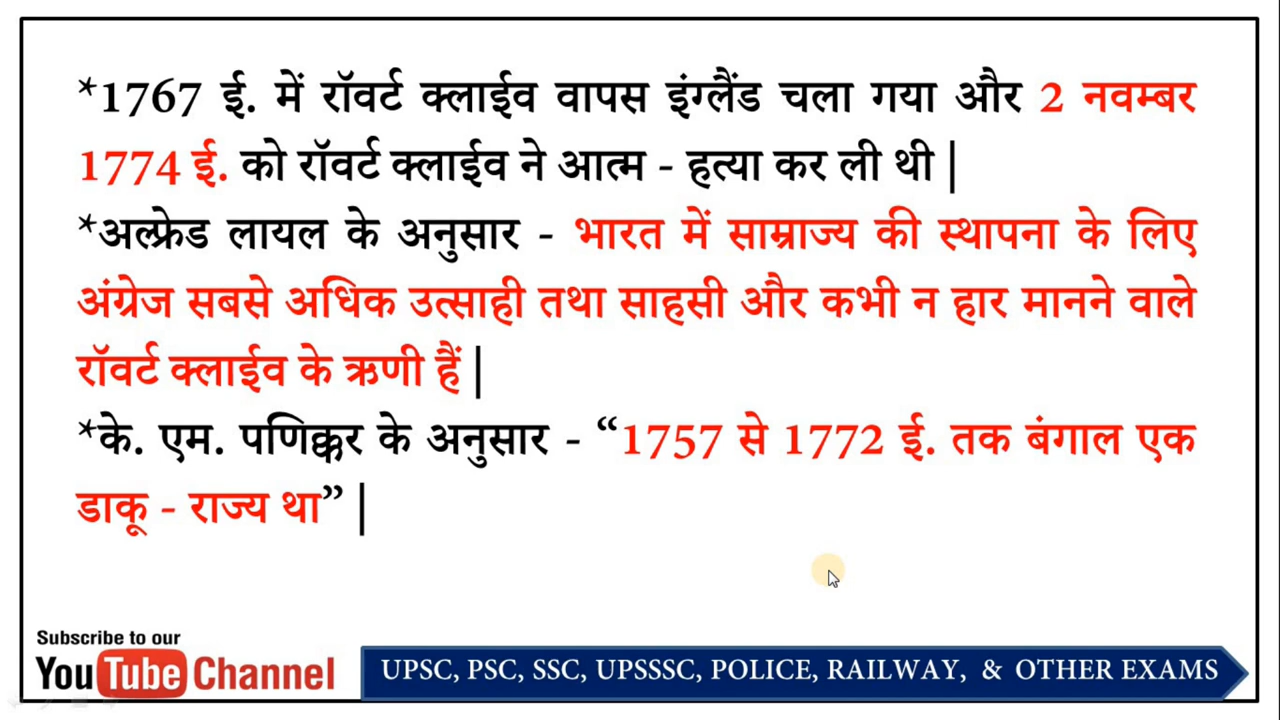 *1767 ई. में रॉवर्ट क्लाईव वापस इंग्लैंड चला गया और 2 नवम्बर
1774 ई. को रॉवर्ट क्लाईव ने आत्म - हत्या कर ली थी |
*अल्फ्रेड लायल के अनुसार - भारत में साम्राज्य की स्थापना के लिए
अंग्रेज सबसे अधिक उत्साही तथा साहसी और कभी न हार मानने वाले
रॉवर्ट क्लाईव के ऋणी हैं |
*के. एम. पणिक्कर के अनुसार - “1757 से 1772 ई. तक बंगाल एक
डाकू - राज्य था” |
Subscribe to our
YouTube Channel
UPSC, PSC, SSC, UPSSSC, POLICE, RAILWAY, & OTHER EXAMS